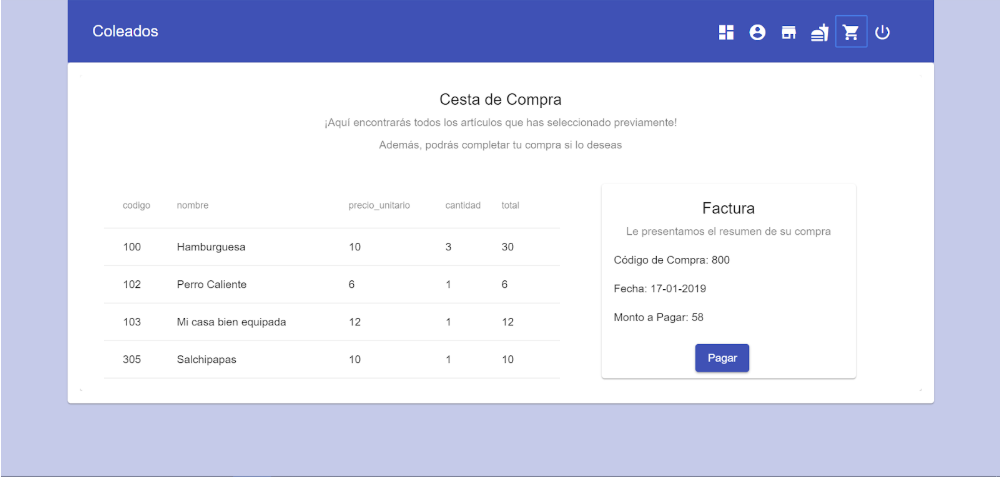 Coleados
Cesta de Compra
¡Aquí encontrarás todos los artículos que has seleccionado previamente!
Además, podrás completar tu compra si lo deseas
codigo nombre precio_unitario cantidad total
100 Hamburguesa 10 3 30
102 Perro Caliente 6 1 6
103 Mi casa bien equipada 12 1 12
305 Salchipapas 10 1 10
Factura
Le presentamos el resumen de su compra
Código de Compra: 800
Fecha: 17-01-2019
Monto a Pagar: 58
Pagar